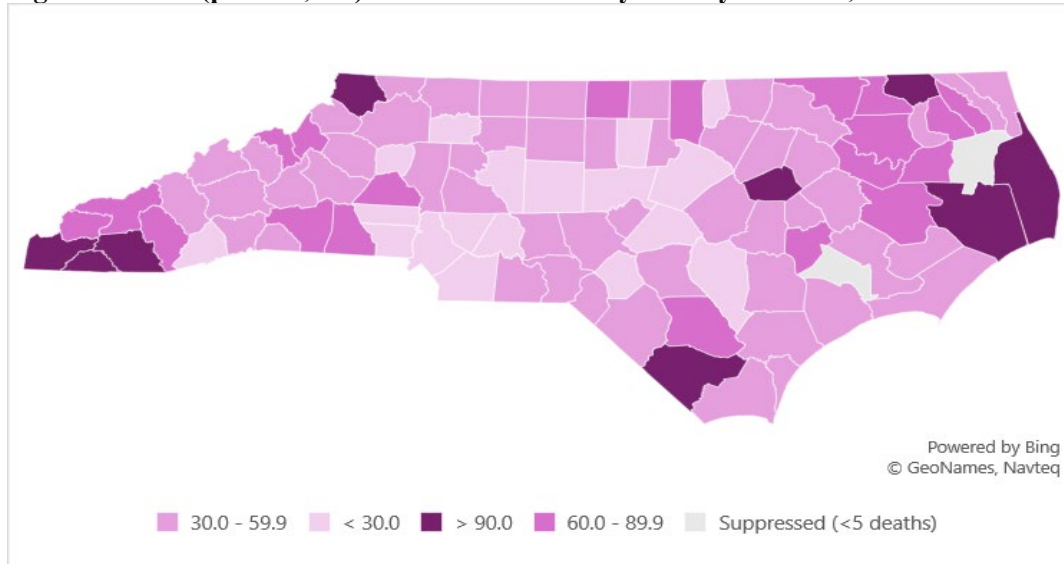 Powered by Bing
© GeoNames, Navteq
30.0 - 59.9 < 30.0 > 90.0 60.0 - 89.9 Suppressed (<5 deaths)